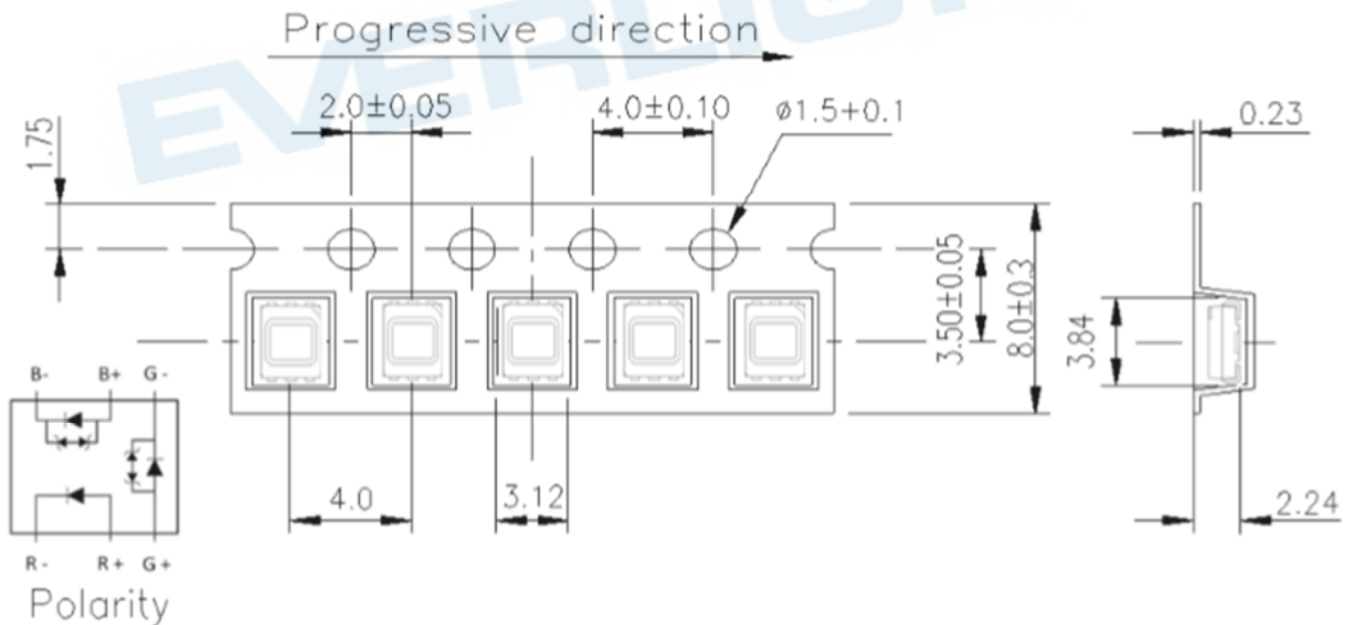 EVERLIGH
Progressive direction
2.0±0.05
4.0±0.10
ø1.5+0.1
0.23
1.75
3.50±0.05
8.0±0.3
3.84
B-
B+
G-
4.0
3.12
2.24
R-
R+
G+
Polarity